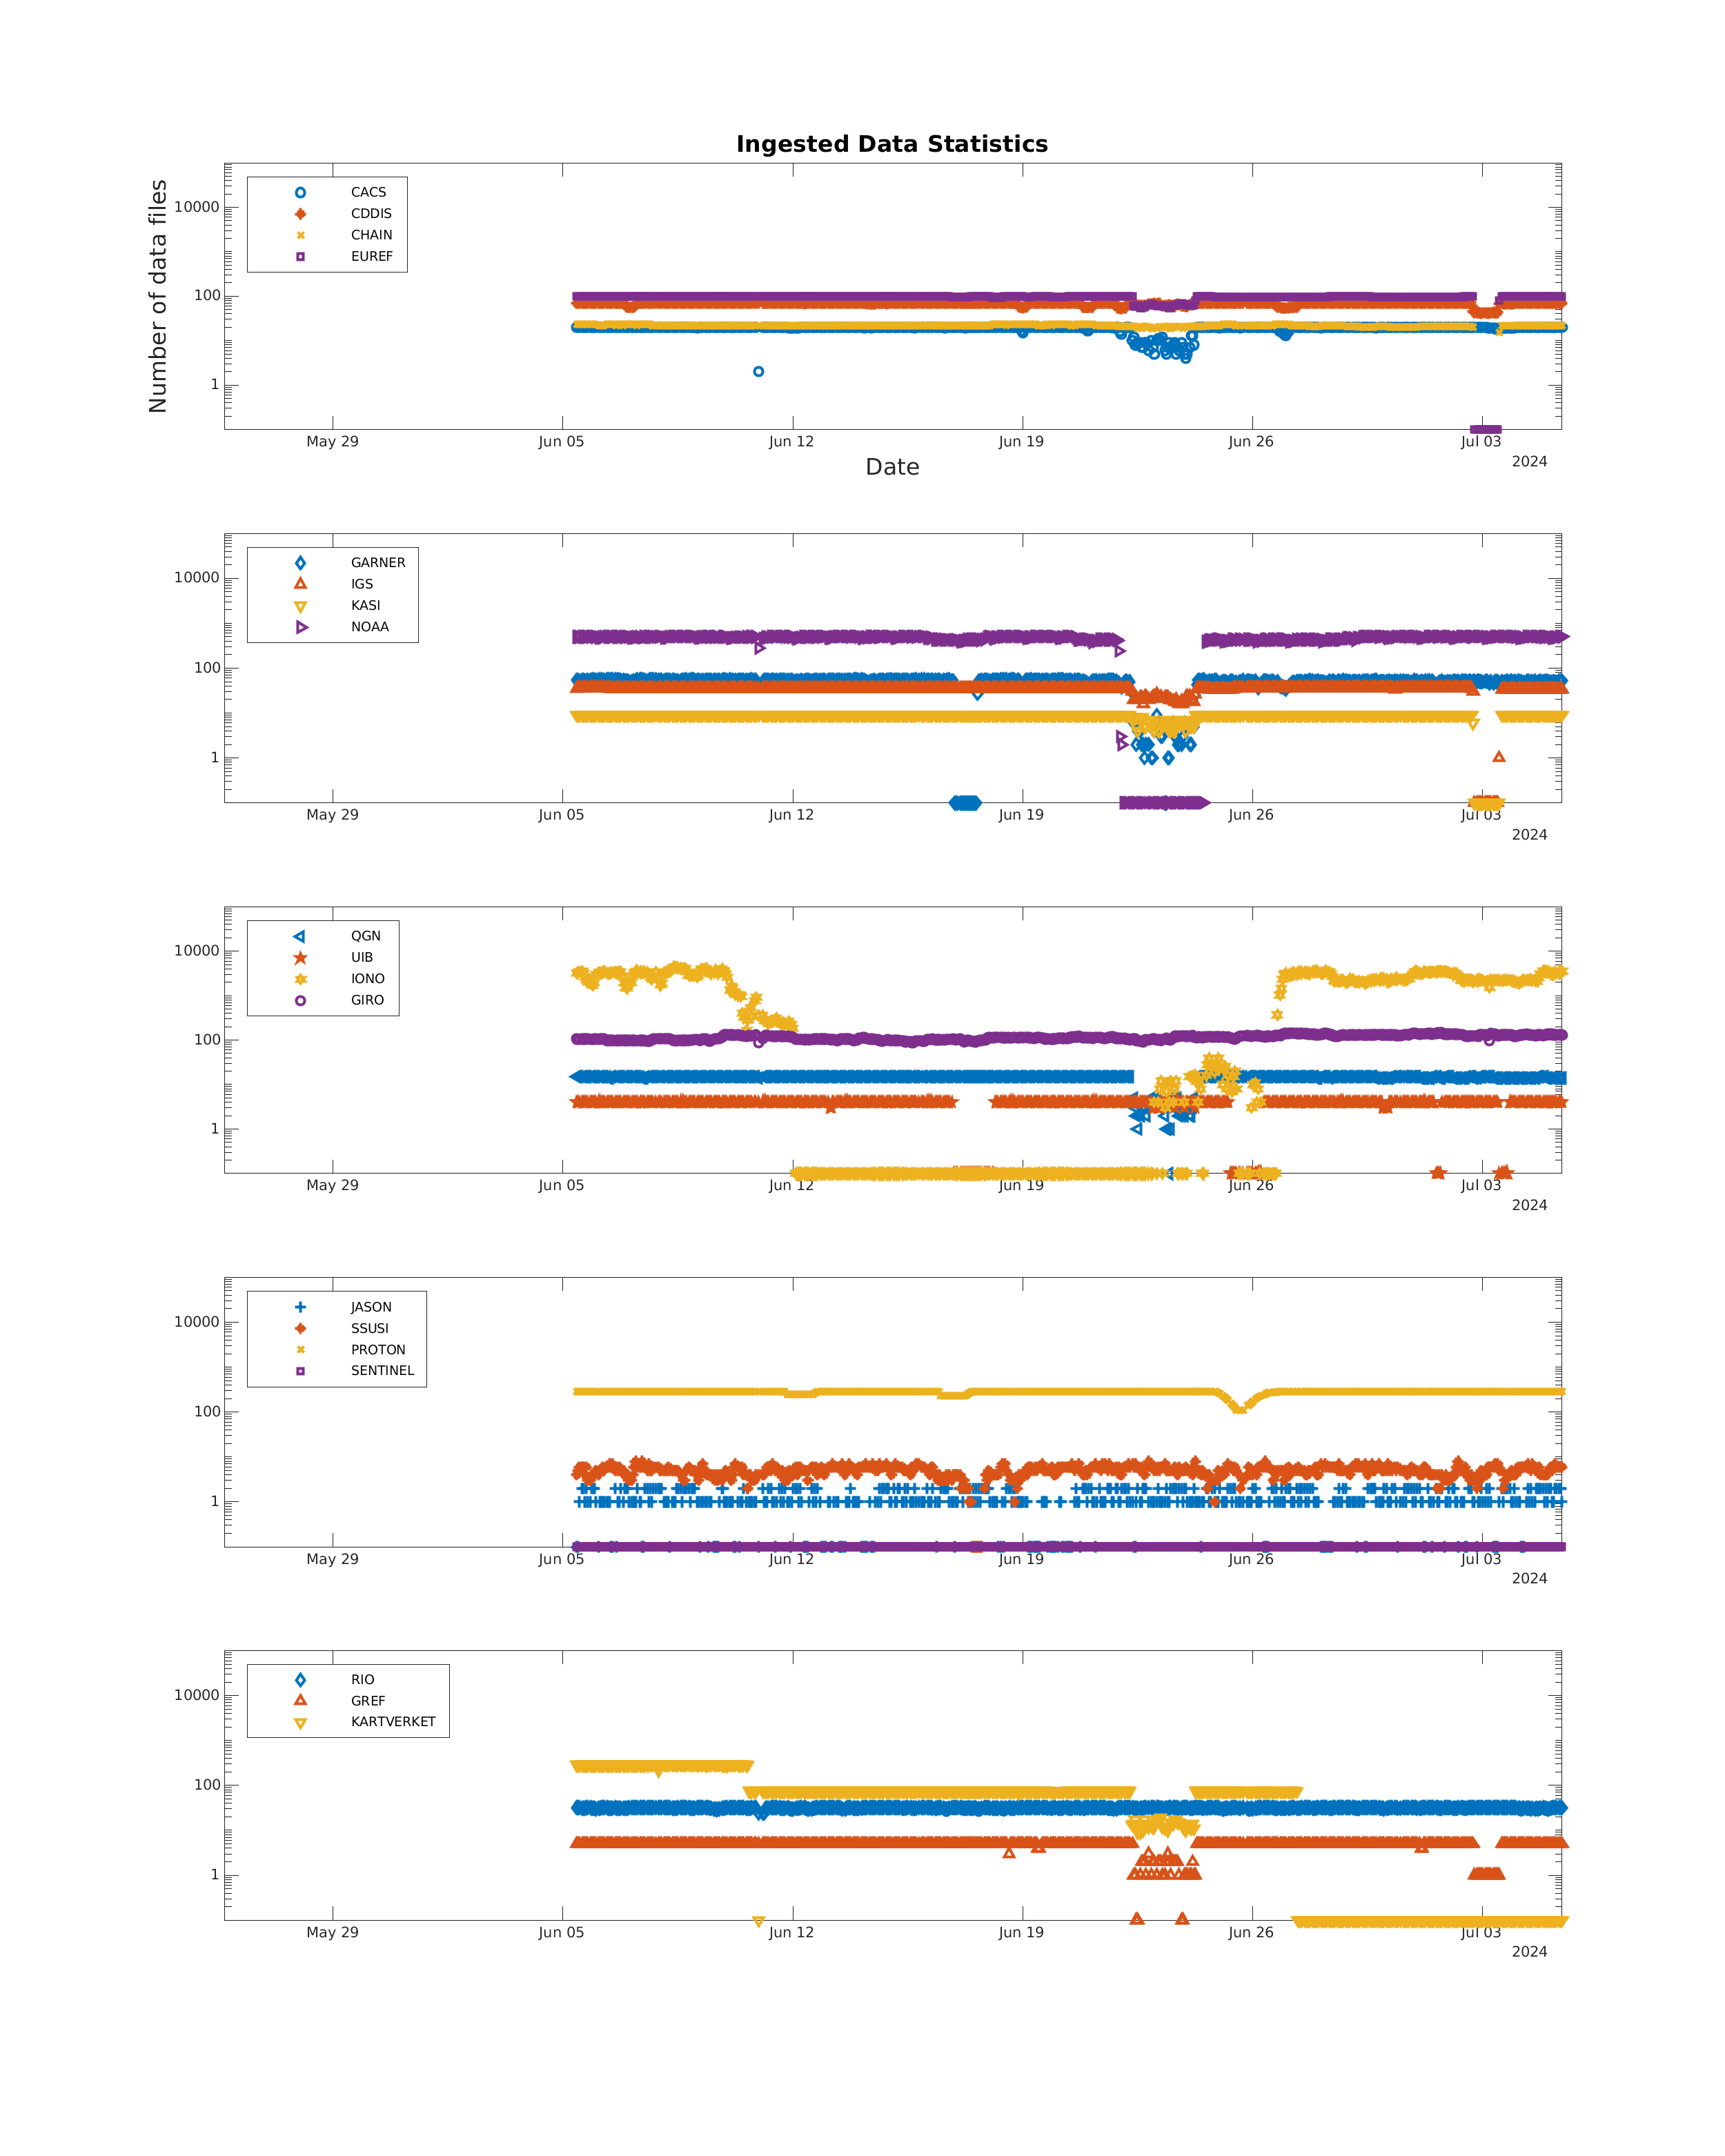 Ingested Data Statistics
Number of data files
CACS
CDDIS
CHAIN
EUREF
10000
100
1
May 29 Jun 05 Jun 12 Jun 19 Jun 26 Jul 03
2024
Date
GARNER
IGS
KASI
NOAA
10000
100
1
May 29 Jun 05 Jun 12 Jun 19 Jun 26 Jul 03
2024
QGN
UIB
IONO
GIRO
10000
100
1
May 29 Jun 05 Jun 12 Jun 19 Jun 26 Jul 03
2024
JASON
SSUSI
PROTON
SENTINEL
10000
100
1
May 29 Jun 05 Jun 12 Jun 19 Jun 26 Jul 03
2024
RIO
GREF
KARTVERKET
10000
100
1
May 29 Jun 05 Jun 12 Jun 19 Jun 26 Jul 03
2024